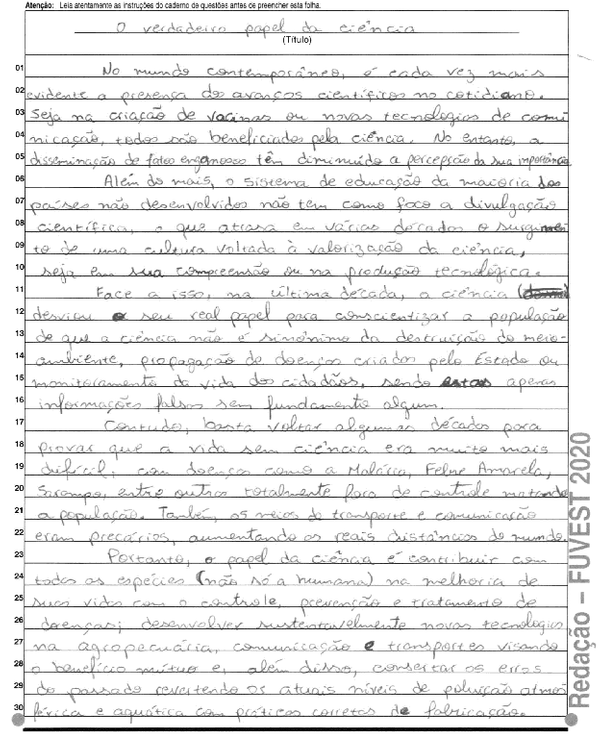 Atenção: Leia atentamente as instruções do caderno de questões antes de preencher esta folha.
O verdadeiro papel da ciência
(Título)
01 No mundo contemporâneo, é cada vez mais
02 evidente a presença de avanços científicos no cotidiano.
03 Seja na criação de vacinas ou novas tecnologias de comu
04 nicação, todos são beneficiados pela ciência. No entanto, a
05 disseminação de fatos enganosos têm diminuído a percepção da sua importância.
06 Além do mais, o sistema de educação da maioria dos
07 países não desenvolvidos não tem como foco a divulgação
08 científica, o que atrasa em várias décadas o surgimen
09 to de uma cultura voltada à valorização da ciência,
10 seja em sua compreensão ou na produção tecnológica.
11 Face a isso, na última década, a ciência
12 desviou o seu real papel para conscientizar a população
13 de que a ciência não é sinônimo da destruição do meio-
14 ambiente, propagação de doenças criadas pelo Estado ou
15 monitoramento da vida dos cidadãos, sendo estas apenas
16 informações falsas sem fundamento algum.
17 Contudo, basta voltar algumas décadas para
18 provar que a vida sem ciência era muito mais
19 difícil, com doenças como a Malária, Febre Amarela,
20 Sarampo, entre outras totalmente fora de controle matando
21 a população. Também, os meios de transporte e comunicação
22 eram precários, aumentando as reais distâncias do mundo.
23 Portanto, o papel da ciência é contribuir com
24 todas as espécies (não só a humana) na melhoria de
25 suas vidas com o controle, prevenção e tratamento de
26 doenças; desenvolver sustentavelmente novas tecnologias
27 na agropecuária, comunicação e transportes visando
28 o benefício mútuo e, além disso, consertar os erros
29 do passado revertendo os atuais níveis de poluição atmos
30 férica e aquática com práticas corretas de fabricação.
Redação – FUVEST 2020